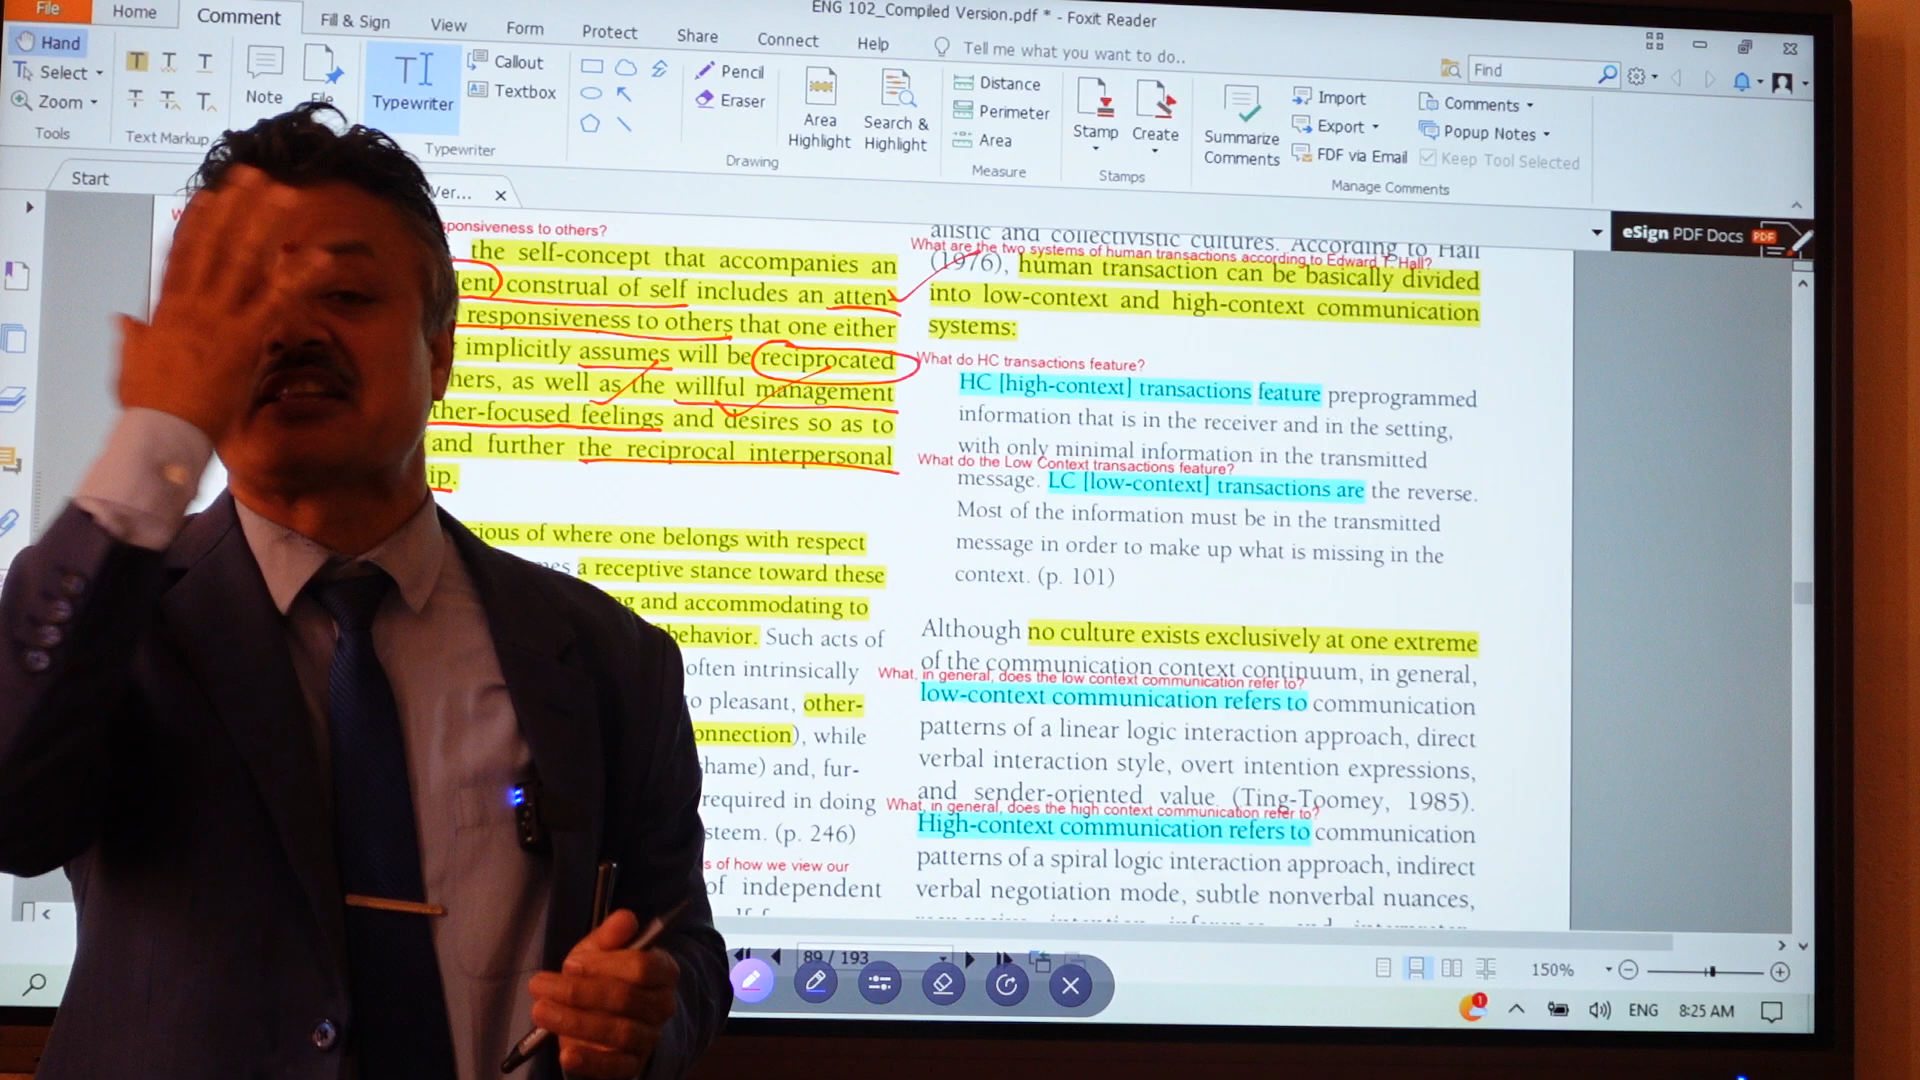 ENG 102_Compiled Version.pdf * - Foxit Reader
File
Home
Comment
Fill & Sign
View
Form
Protect
Share
Connect
Help
Tell me what you want to do..
Find
Hand
Select
Zoom
Tools
Text Markup
Note
File
Typewriter
Typewriter
Callout
Textbox
Pencil
Eraser
Drawing
Area Highlight
Search & Highlight
Distance
Perimeter
Area
Measure
Stamp
Create
Stamps
Summarize Comments
Import
Export
FDF via Email
Comments
Popup Notes
Keep Tool Selected
Manage Comments
Start
Ver...
eSign PDF Docs
PDF
sponsiveness to others?
the self-concept that accompanies an
ent construal of self includes an atten-
responsiveness to others that one either
implicitly assumes will be reciprocated
hers, as well as the willful management
ther-focused feelings and desires so as to
and further the reciprocal interpersonal
ip.
cious of where one belongs with respect
a receptive stance toward these
ng and accommodating to
behavior. Such acts of
often intrinsically
to pleasant, other-
onnection), while
shame) and, fur-
required in doing
steem. (p. 246)
s of how we view our
of independent
alistic and collectivistic cultures. According to Hall
What are the two systems of human transactions according to Edward T. Hall?
(1976), human transaction can be basically divided
into low-context and high-context communication
systems:
What do HC transactions feature?
HC [high-context] transactions feature preprogrammed
information that is in the receiver and in the setting,
with only minimal information in the transmitted
What do the Low Context transactions feature?
message. LC [low-context] transactions are the reverse.
Most of the information must be in the transmitted
message in order to make up what is missing in the
context. (p. 101)
Although no culture exists exclusively at one extreme
of the communication context continuum, in general,
What, in general, does the low context communication refer to?
low-context communication refers to communication
patterns of a linear logic interaction approach, direct
verbal interaction style, overt intention expressions,
and sender-oriented value (Ting-Toomey, 1985).
What, in general, does the high context communication refer to?
High-context communication refers to communication
patterns of a spiral logic interaction approach, indirect
verbal negotiation mode, subtle nonverbal nuances,
89 / 193
150%
1
ENG
8:25 AM